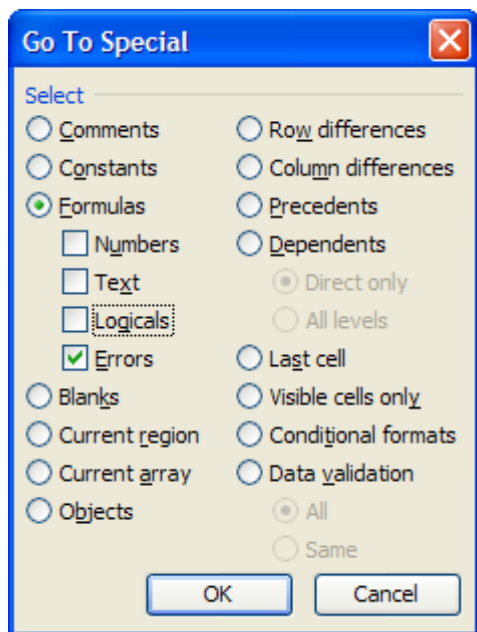 Go To Special
Select
Comments
Constants
Formulas
Numbers
Text
Logicals
Errors
Blanks
Current region
Current array
Objects
Row differences
Column differences
Precedents
Dependents
Direct only
All levels
Last cell
Visible cells only
Conditional formats
Data validation
All
Same
OK
Cancel